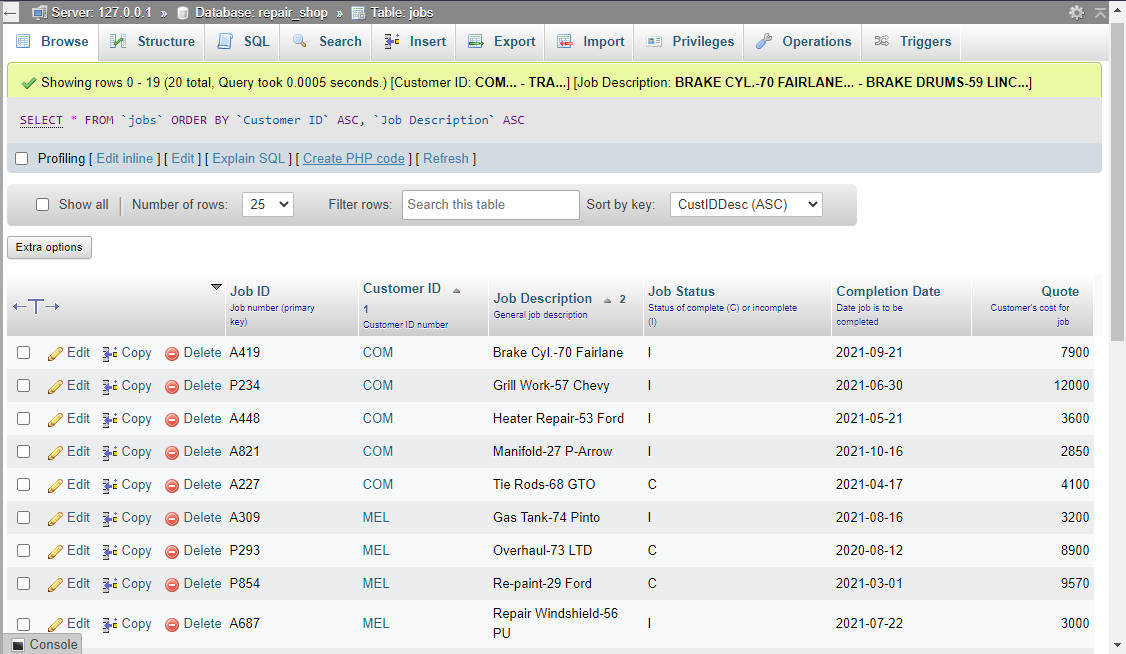 Server: 127.0.0.1 » Database: repair_shop » Table: jobs
Browse Structure SQL Search Insert Export Import Privileges Operations Triggers
Showing rows 0 - 19 (20 total, Query took 0.0005 seconds.) [Customer ID: COM... - TRA...] [Job Description: BRAKE CYL.-70 FAIRLANE... - BRAKE DRUMS-59 LINC...]
SELECT * FROM `jobs` ORDER BY `Customer ID` ASC, `Job Description` ASC
Profiling [ Edit inline ] [ Edit ] [ Explain SQL ] [ Create PHP code ] [ Refresh ]
Show all Number of rows: 25 Filter rows: Search this table Sort by key: CustIDDesc (ASC)
Extra options
←T→ Job ID Customer ID 1 Job Description 2 Job Status Completion Date Quote
Job number (primary key) Customer ID number General job description Status of complete (C) or incomplete (I) Date job is to be completed Customer's cost for job
Edit Copy Delete A419 COM Brake Cyl.-70 Fairlane I 2021-09-21 7900
Edit Copy Delete P234 COM Grill Work-57 Chevy I 2021-06-30 12000
Edit Copy Delete A448 COM Heater Repair-53 Ford I 2021-05-21 3600
Edit Copy Delete A821 COM Manifold-27 P-Arrow I 2021-10-16 2850
Edit Copy Delete A227 COM Tie Rods-68 GTO C 2021-04-17 4100
Edit Copy Delete A309 MEL Gas Tank-74 Pinto I 2021-08-16 3200
Edit Copy Delete P293 MEL Overhaul-73 LTD C 2020-08-12 8900
Edit Copy Delete P854 MEL Re-paint-29 Ford C 2021-03-01 9570
Edit Copy Delete A687 MEL Repair Windshield-56 PU I 2021-07-22 3000
Console